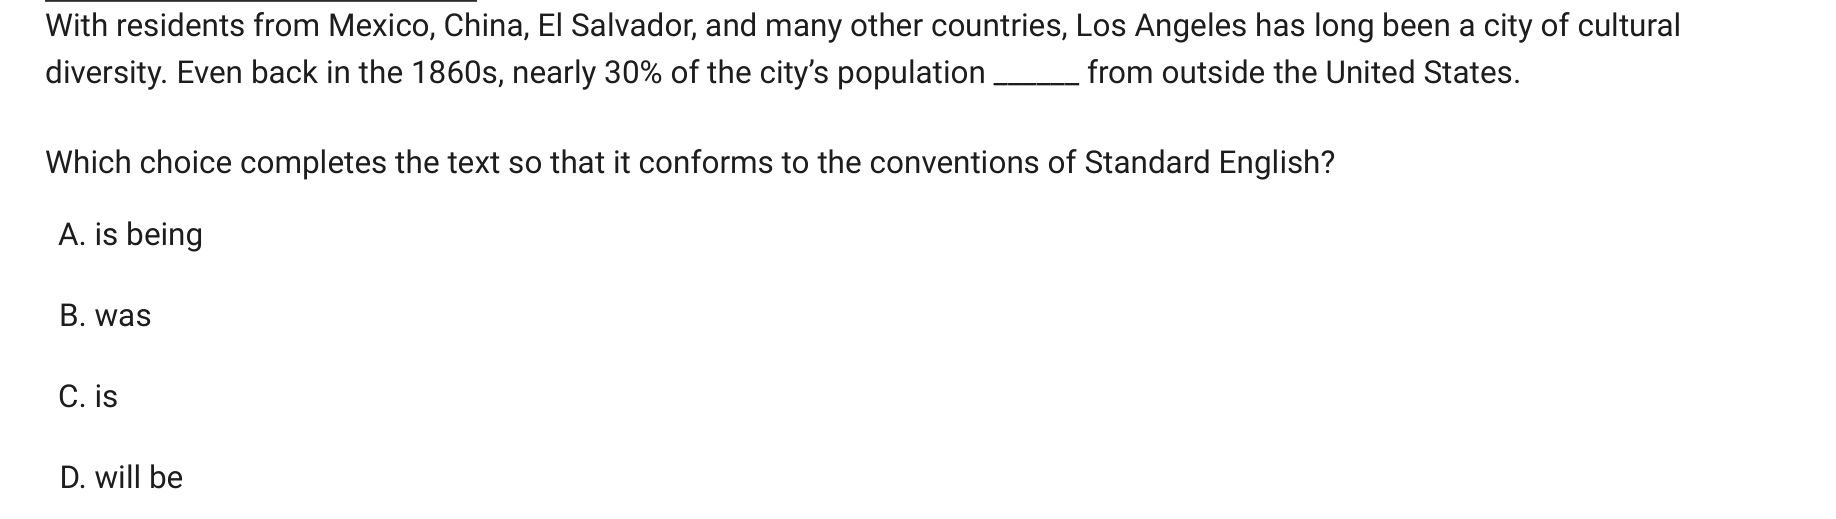 With residents from Mexico, China, El Salvador, and many other countries, Los Angeles has long been a city of cultural
diversity. Even back in the 1860s, nearly 30% of the city’s population ______ from outside the United States.
Which choice completes the text so that it conforms to the conventions of Standard English?
A. is being
B. was
C. is
D. will be